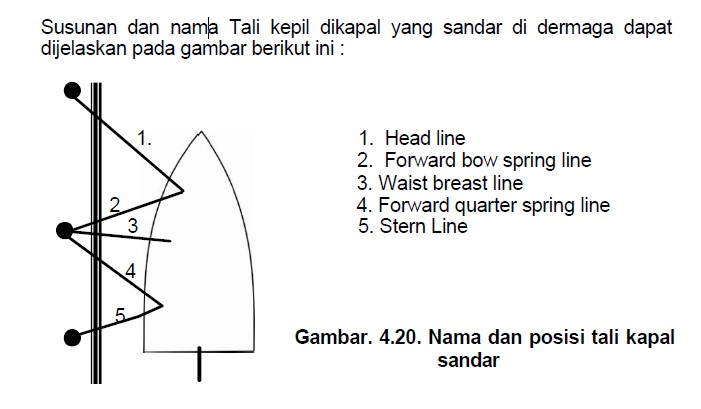 Susunan dan nama Tali kepil dikapal yang sandar di dermaga dapat
dijelaskan pada gambar berikut ini :
1.
2
3
4
5
1. Head line
2. Forward bow spring line
3. Waist breast line
4. Forward quarter spring line
5. Stern Line
Gambar. 4.20. Nama dan posisi tali kapal
sandar